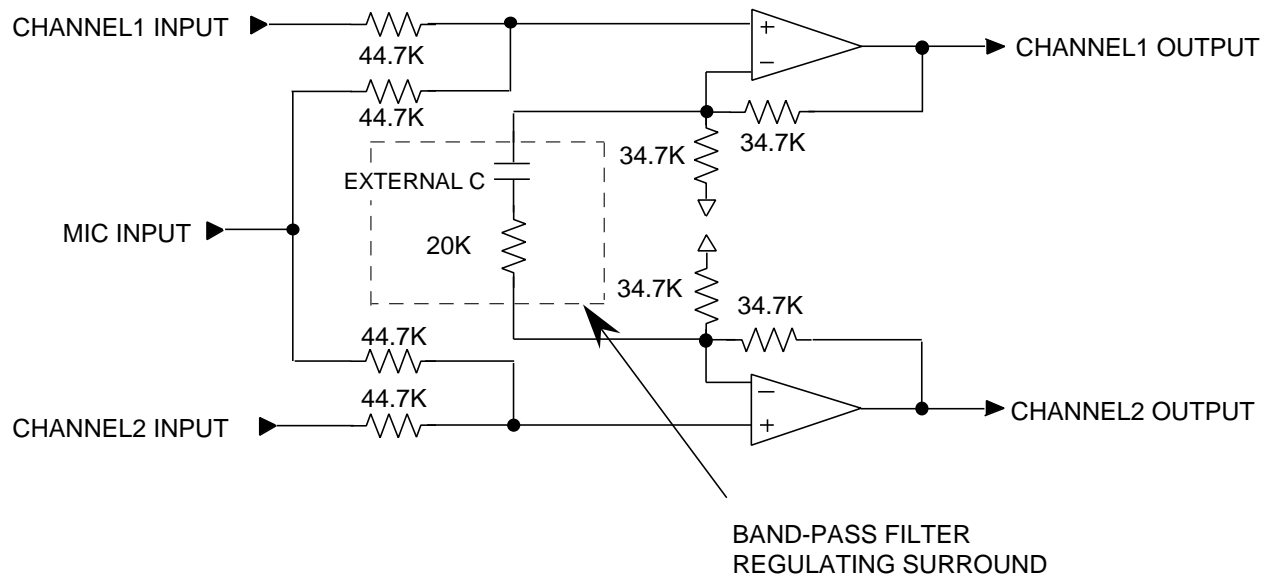 CHANNEL1 INPUT
44.7K
+
−
CHANNEL1 OUTPUT
44.7K
34.7K
34.7K
EXTERNAL C
MIC INPUT
20K
34.7K
34.7K
44.7K
44.7K
−
+
CHANNEL2 OUTPUT
CHANNEL2 INPUT
BAND-PASS FILTER
REGULATING SURROUND